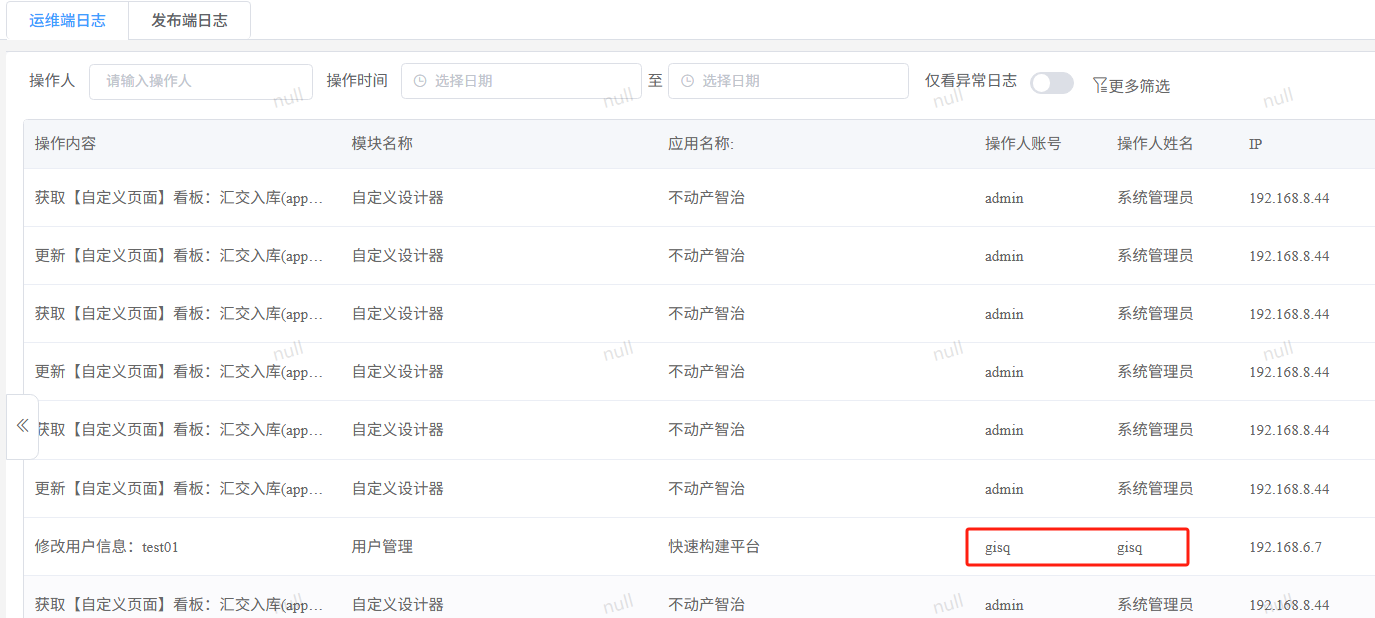 运维端日志 发布端日志
操作人 请输入操作人 操作时间 选择日期 至 选择日期 仅看异常日志 更多筛选
null null null null
操作内容 模块名称 应用名称: 操作人账号 操作人姓名 IP
获取【自定义页面】看板：汇交入库(app... 自定义设计器 不动产智治 admin 系统管理员 192.168.8.44
更新【自定义页面】看板：汇交入库(app... 自定义设计器 不动产智治 admin 系统管理员 192.168.8.44
获取【自定义页面】看板：汇交入库(app... 自定义设计器 不动产智治 admin 系统管理员 192.168.8.44
null null null null
更新【自定义页面】看板：汇交入库(app... 自定义设计器 不动产智治 admin 系统管理员 192.168.8.44
获取【自定义页面】看板：汇交入库(app... 自定义设计器 不动产智治 admin 系统管理员 192.168.8.44
更新【自定义页面】看板：汇交入库(app... 自定义设计器 不动产智治 admin 系统管理员 192.168.8.44
修改用户信息：test01 用户管理 快速构建平台 gisq gisq 192.168.6.7
获取【自定义页面】看板：汇交入库(app... 自定义设计器 不动产智治 admin 系统管理员 192.168.8.44
null null null null